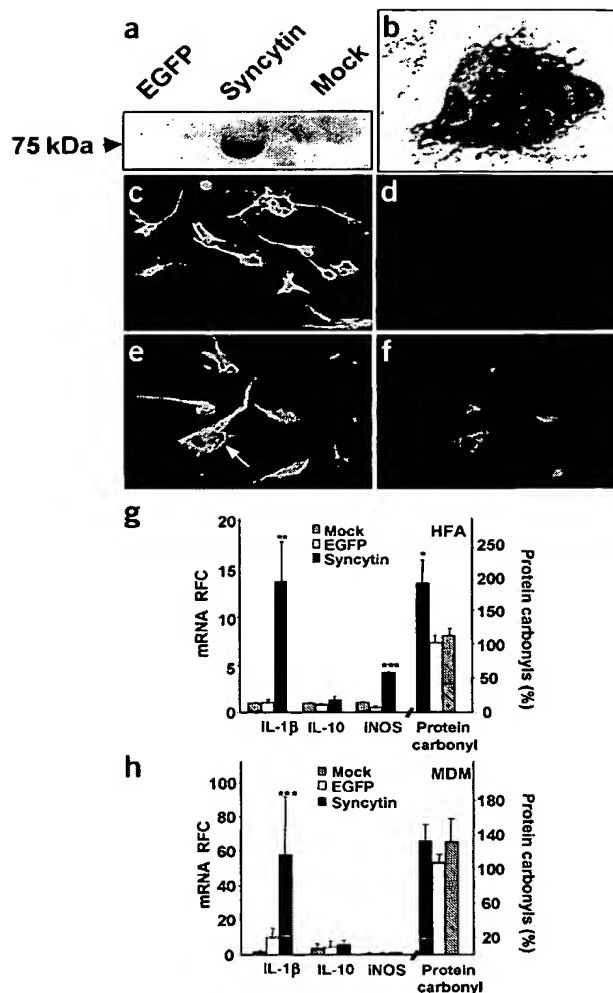 a
EGFP Syncytin Mock
75 kDa
b
c
d
e
f
g
20
15
10
5
0
mRNA RFC
Mock
EGFP
Syncytin
HFA
**
***
*
250
200
150
100
50
0
Protein carbonyls (%)
IL-1β IL-10 iNOS Protein carbonyl
h
100
80
60
40
20
0
mRNA RFC
Mock
EGFP
Syncytin
MDM
***
180
140
100
60
20
Protein carbonyls (%)
IL-1β IL-10 iNOS Protein carbonyl